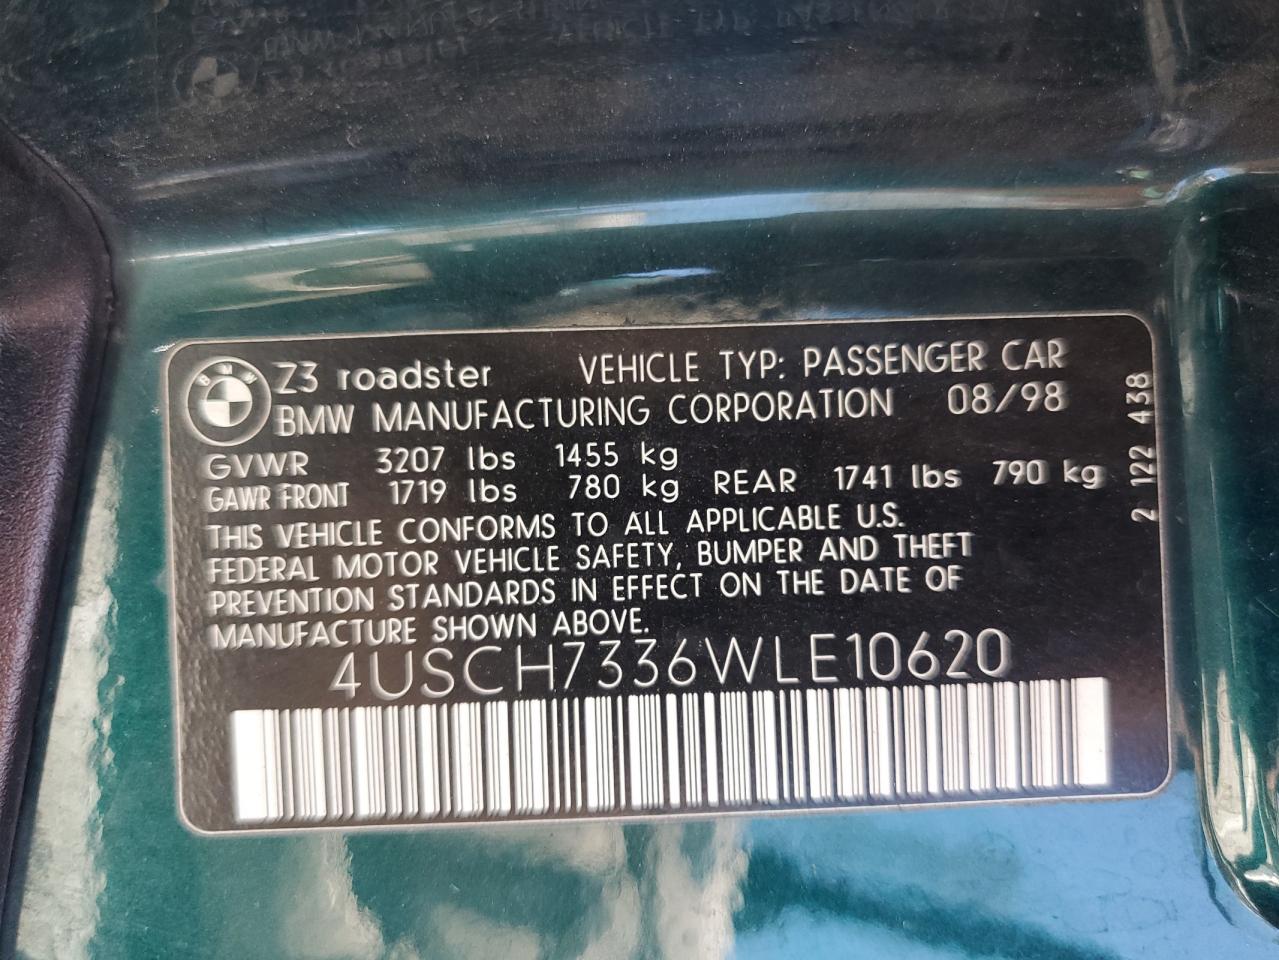 BMW
Z3 roadster VEHICLE TYP: PASSENGER CAR
BMW MANUFACTURING CORPORATION 08/98
GVWR 3207 lbs 1455 kg
GAWR FRONT 1719 lbs 780 kg REAR 1741 lbs 790 kg
THIS VEHICLE CONFORMS TO ALL APPLICABLE U.S.
FEDERAL MOTOR VEHICLE SAFETY, BUMPER AND THEFT
PREVENTION STANDARDS IN EFFECT ON THE DATE OF
MANUFACTURE SHOWN ABOVE.
4USCH7336WLE10620
2 122 438